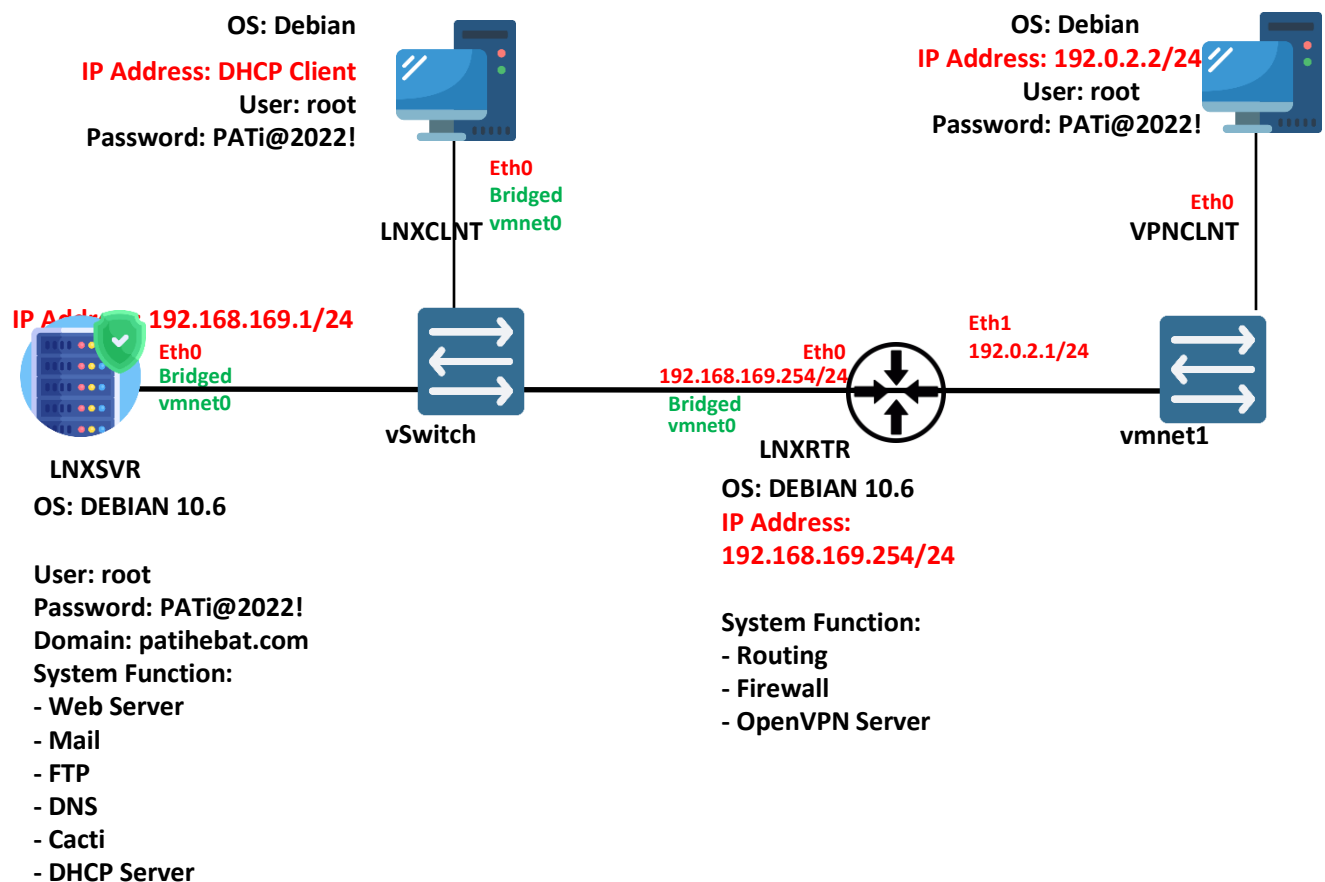 OS: Debian
IP Address: DHCP Client
User: root
Password: PATi@2022!
Eth0
Bridged
vmnet0
LNXCLNT
OS: Debian
IP Address: 192.0.2.2/24
User: root
Password: PATi@2022!
Eth0
VPNCLNT
IP Address: 192.168.169.1/24
Eth0
Bridged
vmnet0
LNXSVR
OS: DEBIAN 10.6
User: root
Password: PATi@2022!
Domain: patihebat.com
System Function:
- Web Server
- Mail
- FTP
- DNS
- Cacti
- DHCP Server
vSwitch
Eth0
192.168.169.254/24
Bridged
vmnet0
LNXRTR
OS: DEBIAN 10.6
IP Address:
192.168.169.254/24
System Function:
- Routing
- Firewall
- OpenVPN Server
Eth1
192.0.2.1/24
vmnet1